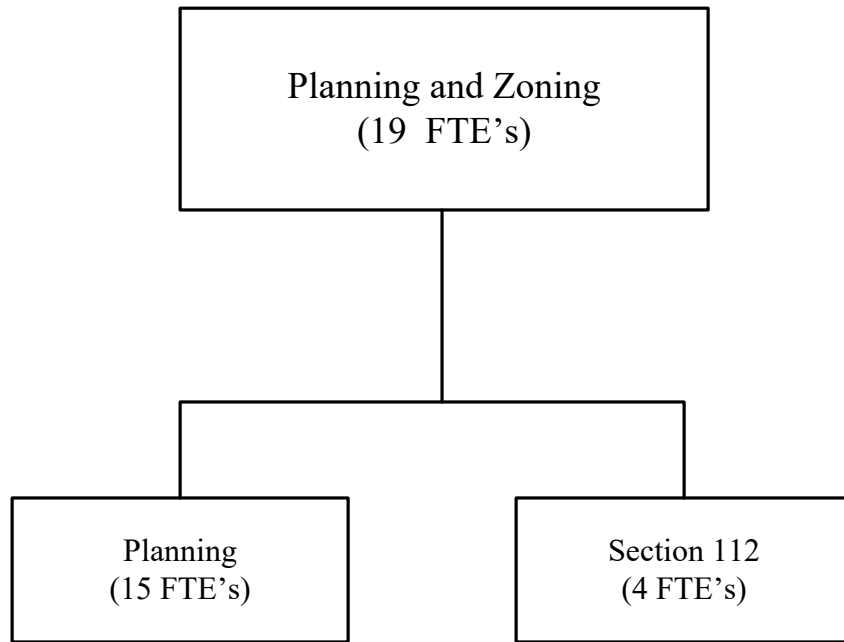 Planning and Zoning
(19 FTE’s)
Planning
(15 FTE’s)
Section 112
(4 FTE’s)